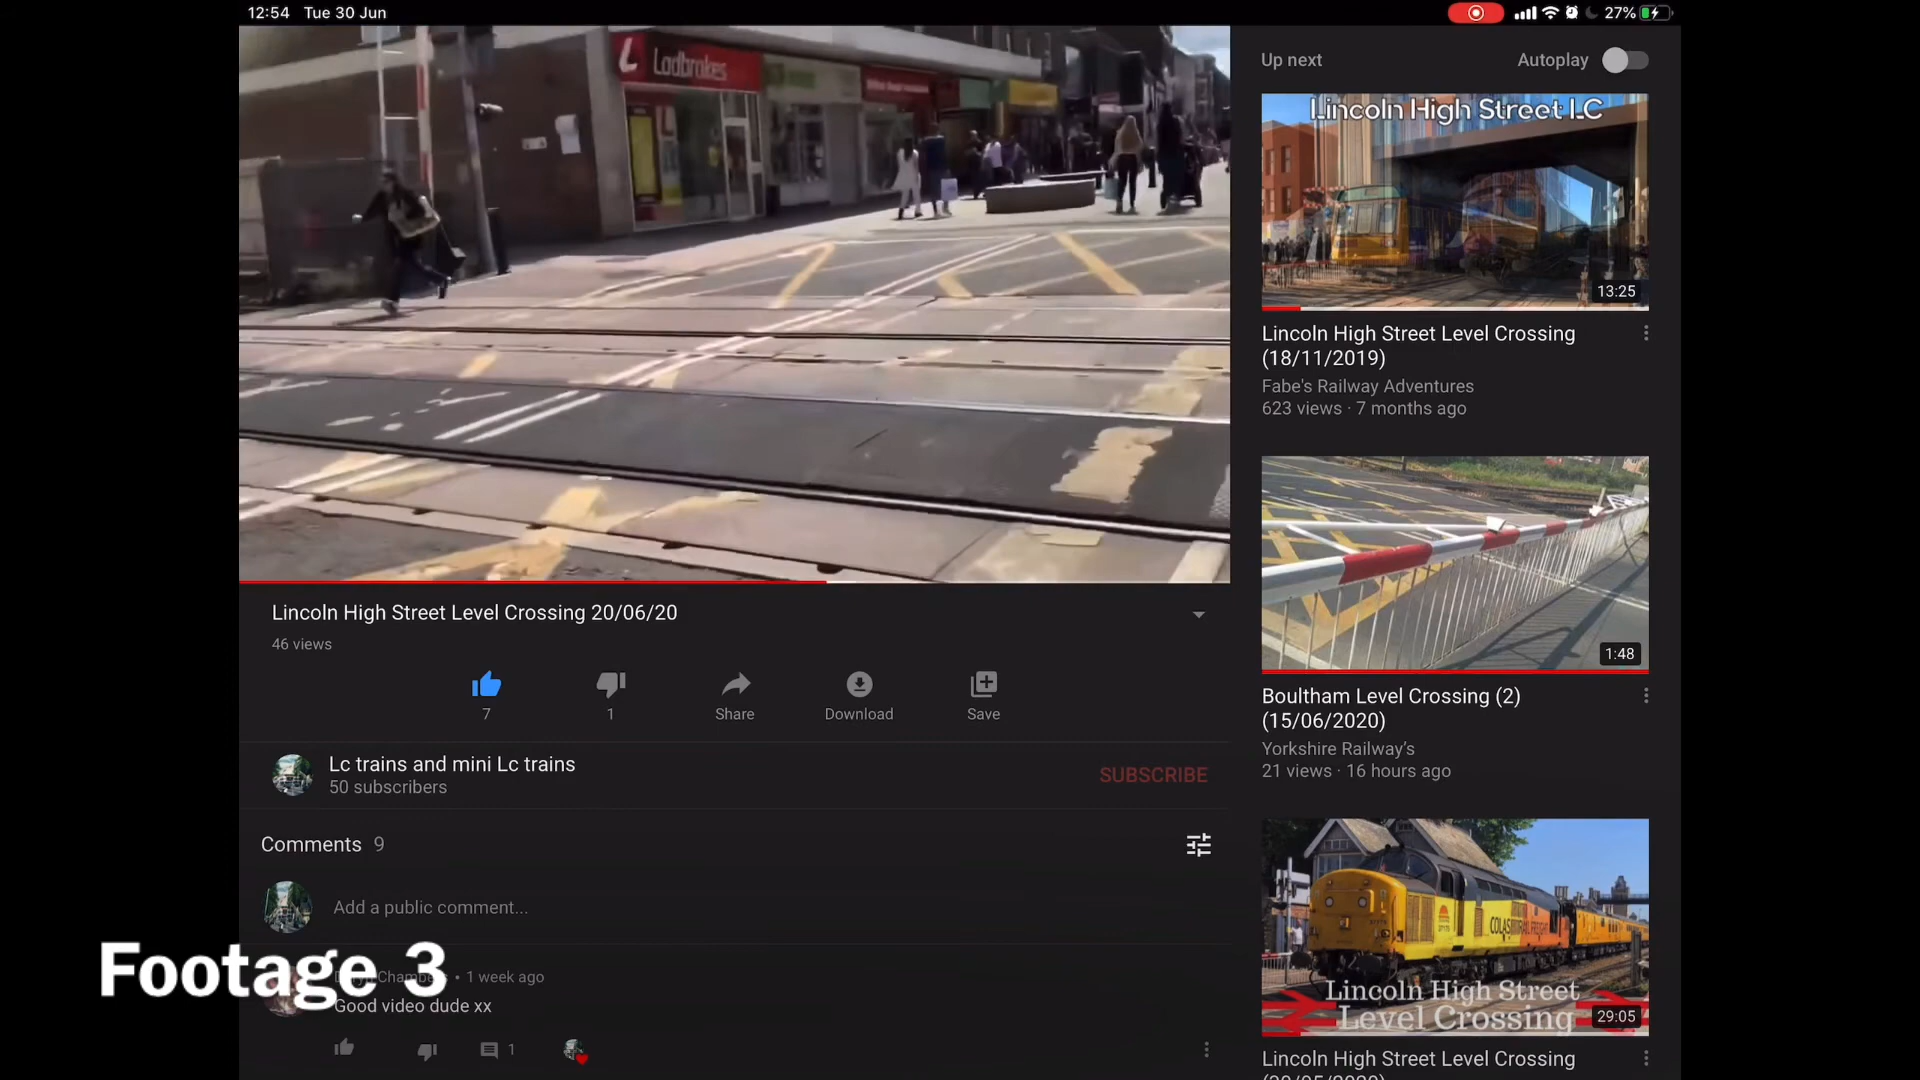 12:54 Tue 30 Jun
27%
Ladbrokes
Lincoln High Street Level Crossing 20/06/20
46 views
7
1
Share
Download
Save
Lc trains and mini Lc trains
50 subscribers
SUBSCRIBE
Comments 9
Add a public comment...
• 1 week ago
Good video dude xx
1
Footage 3
Up next
Autoplay
Lincoln High Street LC
13:25
Lincoln High Street Level Crossing
(18/11/2019)
Fabe's Railway Adventures
623 views · 7 months ago
1:48
Boultham Level Crossing (2)
(15/06/2020)
Yorkshire Railway's
21 views · 16 hours ago
COLAS RAIL FREIGHT
Lincoln High Street
Level Crossing
29:05
Lincoln High Street Level Crossing